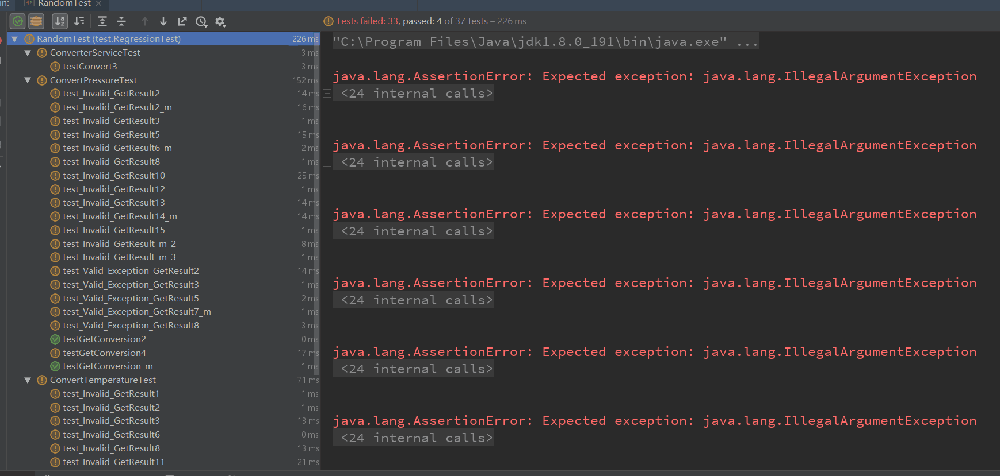 un:
RandomTest
Tests failed: 33, passed: 4 of 37 tests – 226 ms
RandomTest (test.RegressionTest) 226 ms
ConverterServiceTest 3 ms
testConvert3 3 ms
ConvertPressureTest 152 ms
test_Invalid_GetResult2 14 ms
test_Invalid_GetResult2_m 16 ms
test_Invalid_GetResult3 1 ms
test_Invalid_GetResult5 15 ms
test_Invalid_GetResult6_m 2 ms
test_Invalid_GetResult8 1 ms
test_Invalid_GetResult10 25 ms
test_Invalid_GetResult12 1 ms
test_Invalid_GetResult13 14 ms
test_Invalid_GetResult14_m 14 ms
test_Invalid_GetResult15 1 ms
test_Invalid_GetResult_m_2 8 ms
test_Invalid_GetResult_m_3 1 ms
test_Valid_Exception_GetResult2 14 ms
test_Valid_Exception_GetResult3 1 ms
test_Valid_Exception_GetResult5 2 ms
test_Valid_Exception_GetResult7_m 1 ms
test_Valid_Exception_GetResult8 3 ms
testGetConversion2 0 ms
testGetConversion4 17 ms
testGetConversion_m 1 ms
ConvertTemperatureTest 71 ms
test_Invalid_GetResult1 1 ms
test_Invalid_GetResult2 1 ms
test_Invalid_GetResult3 13 ms
test_Invalid_GetResult6 0 ms
test_Invalid_GetResult8 13 ms
test_Invalid_GetResult11 21 ms
"C:\Program Files\Java\jdk1.8.0_191\bin\java.exe" ...
java.lang.AssertionError: Expected exception: java.lang.IllegalArgumentException
<24 internal calls>
java.lang.AssertionError: Expected exception: java.lang.IllegalArgumentException
<24 internal calls>
java.lang.AssertionError: Expected exception: java.lang.IllegalArgumentException
<24 internal calls>
java.lang.AssertionError: Expected exception: java.lang.IllegalArgumentException
<24 internal calls>
java.lang.AssertionError: Expected exception: java.lang.IllegalArgumentException
<24 internal calls>
java.lang.AssertionError: Expected exception: java.lang.IllegalArgumentException
<24 internal calls>